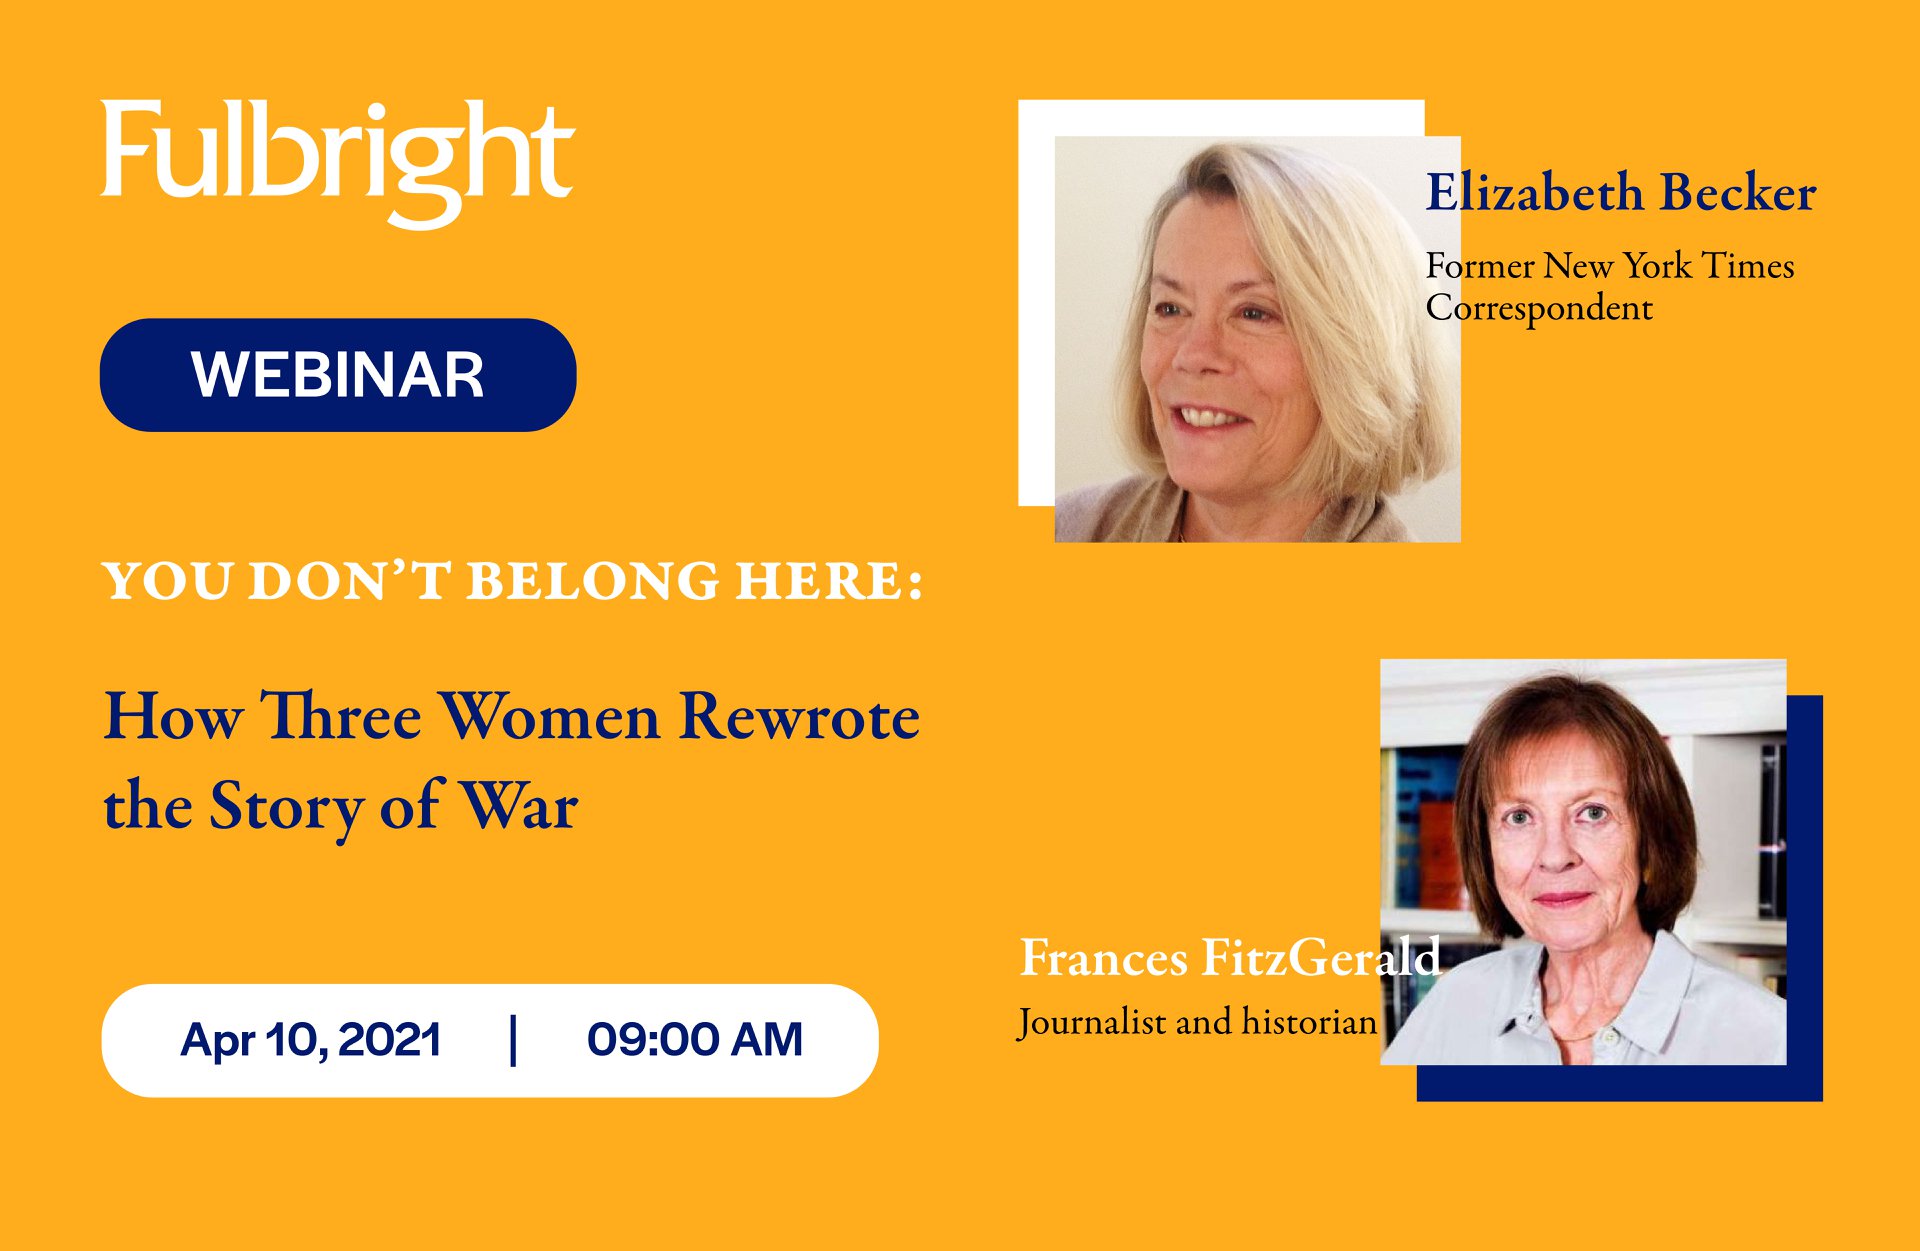 Fulbright
WEBINAR
YOU DON’T BELONG HERE:
How Three Women Rewrote
the Story of War
Apr 10, 2021 | 09:00 AM
Elizabeth Becker
Former New York Times
Correspondent
Frances FitzGerald
Journalist and historian